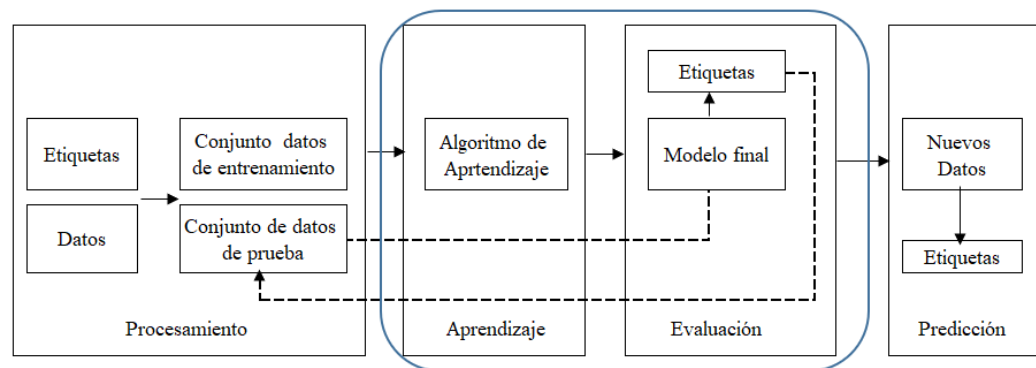 Etiquetas
Datos
Conjunto datos
de entrenamiento
Conjunto de datos
de prueba
Procesamiento
Algoritmo de
Aprtendizaje
Aprendizaje
Etiquetas
Modelo final
Evaluación
Nuevos
Datos
Etiquetas
Predicción